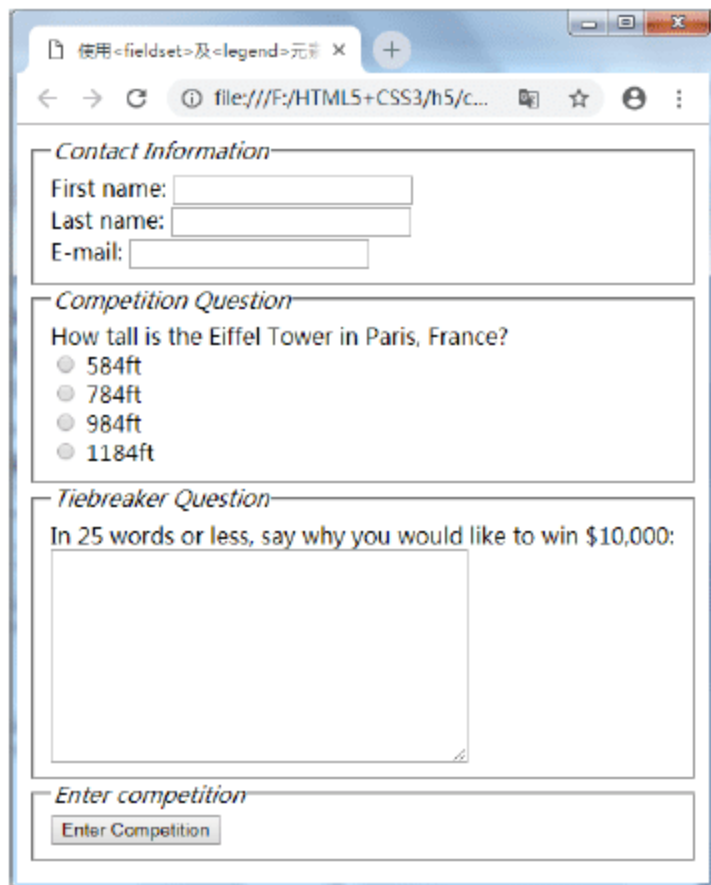 使用<fieldset>及<legend>元素
file:///F:/HTML5+CSS3/h5/c...
Contact Information
First name:
Last name:
E-mail:
Competition Question
How tall is the Eiffel Tower in Paris, France?
584ft
784ft
984ft
1184ft
Tiebreaker Question
In 25 words or less, say why you would like to win $10,000:
Enter competition
Enter Competition